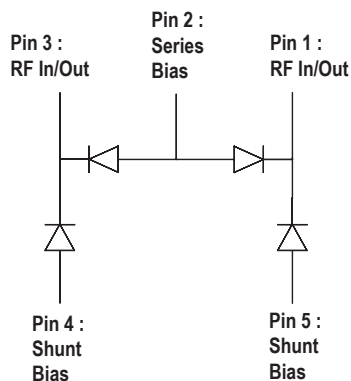 Pin 3 :
RF In/Out
Pin 2 :
Series
Bias
Pin 1 :
RF In/Out
Pin 4 :
Shunt
Bias
Pin 5 :
Shunt
Bias